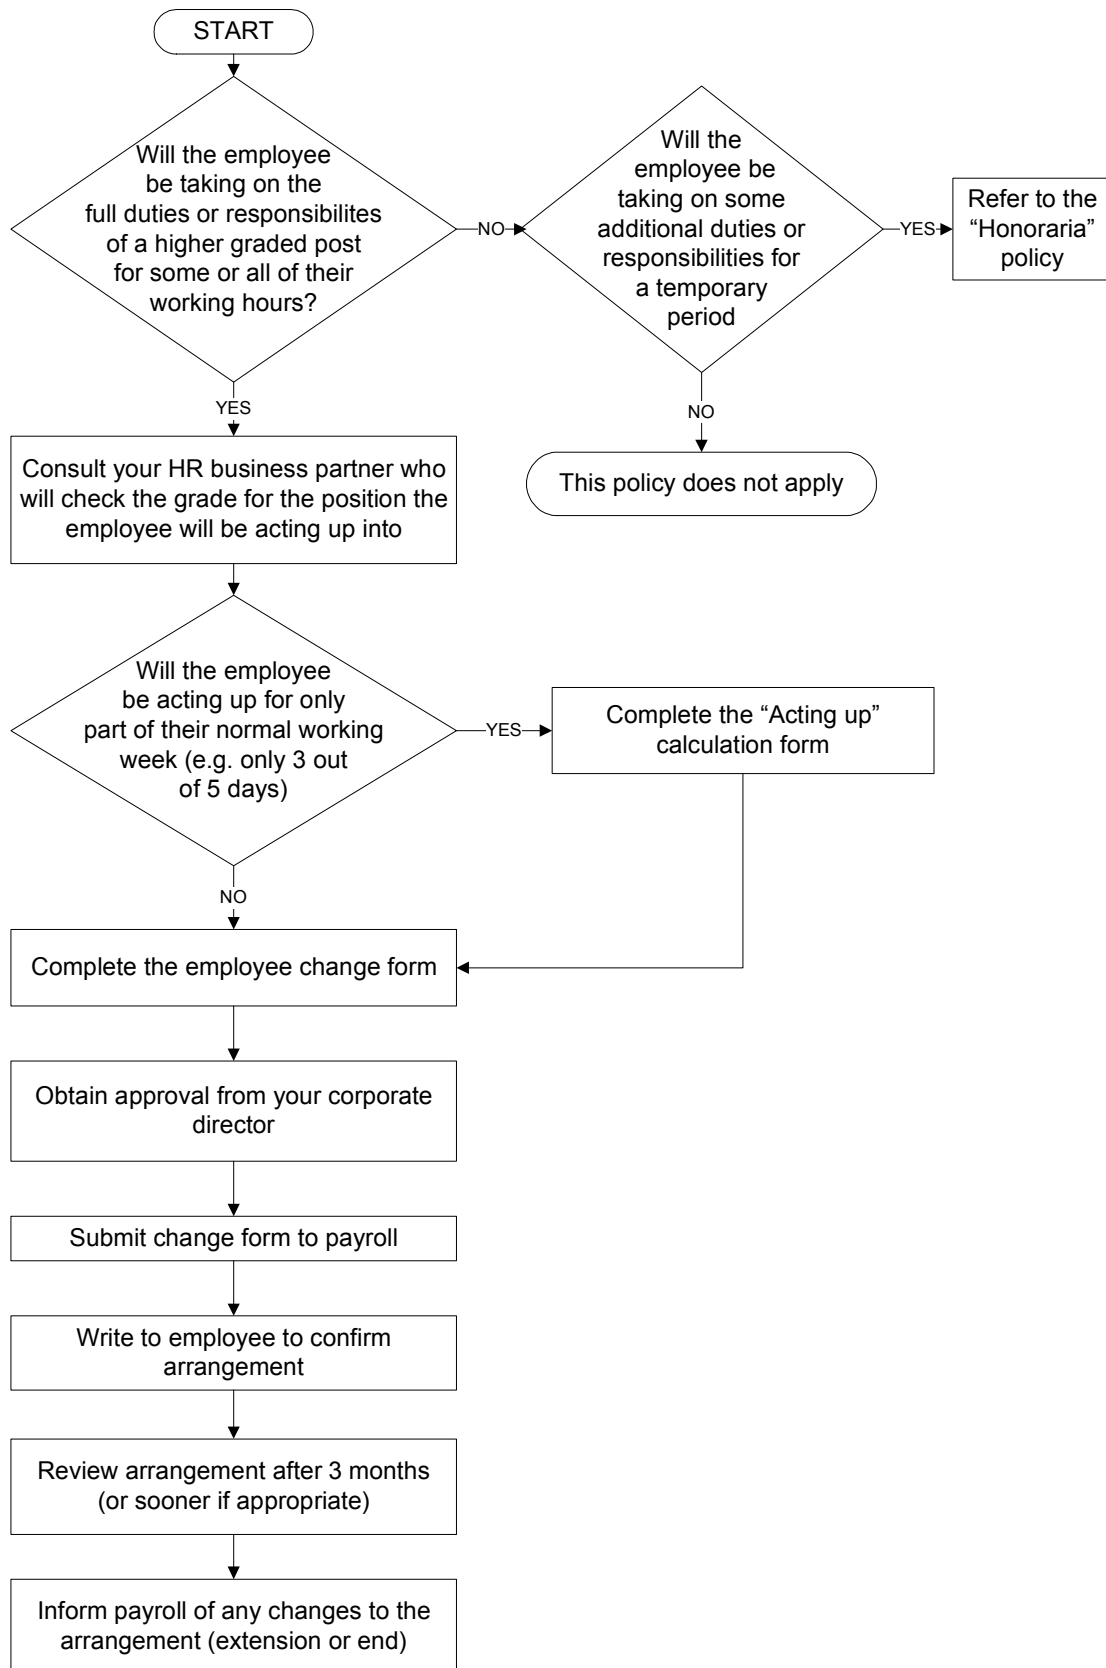 START
Will the employee
be taking on the
full duties or responsibilites
of a higher graded post
for some or all of their
working hours?
NO
Will the
employee be
taking on some
additional duties or
responsibilities for
a temporary
period
YES
Refer to the
“Honoraria”
policy
YES
NO
This policy does not apply
Consult your HR business partner who
will check the grade for the position the
employee will be acting up into
Will the employee
be acting up for only
part of their normal working
week (e.g. only 3 out
of 5 days)
YES
Complete the “Acting up”
calculation form
NO
Complete the employee change form
Obtain approval from your corporate
director
Submit change form to payroll
Write to employee to confirm
arrangement
Review arrangement after 3 months
(or sooner if appropriate)
Inform payroll of any changes to the
arrangement (extension or end)